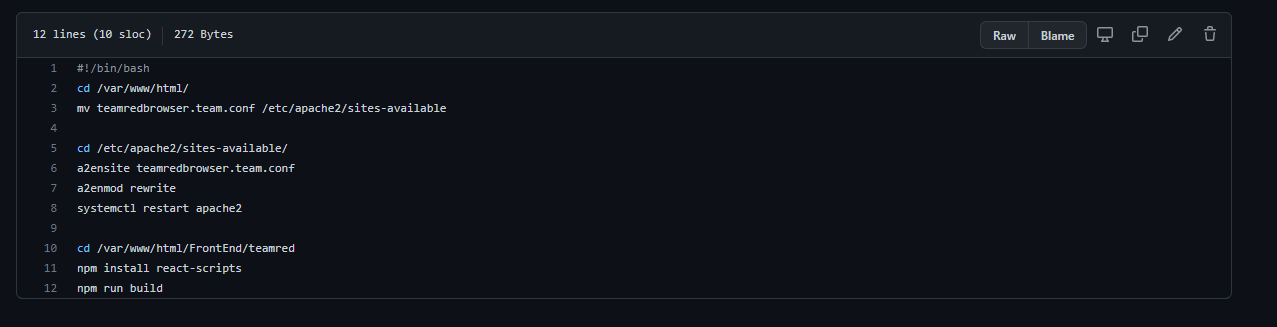 12 lines (10 sloc) 272 Bytes Raw Blame
1 #!/bin/bash
2 cd /var/www/html/
3 mv teamredbrowser.team.conf /etc/apache2/sites-available
4
5 cd /etc/apache2/sites-available/
6 a2ensite teamredbrowser.team.conf
7 a2enmod rewrite
8 systemctl restart apache2
9
10 cd /var/www/html/FrontEnd/teamred
11 npm install react-scripts
12 npm run build